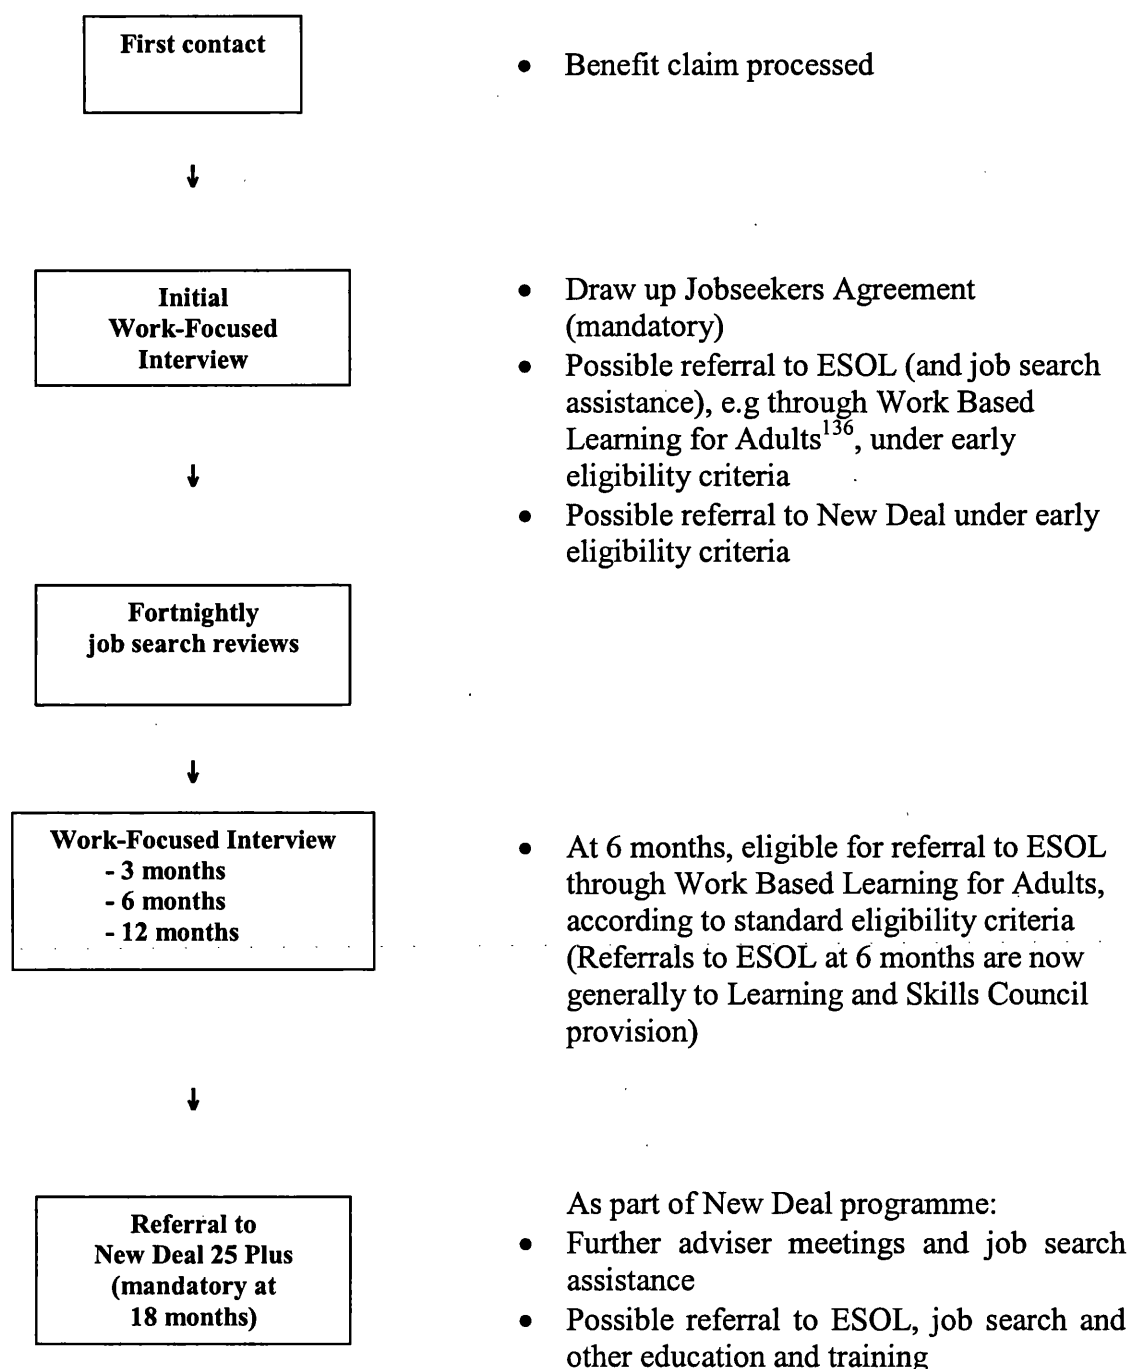 First contact
• Benefit claim processed
↓
Initial
Work-Focused
Interview
• Draw up Jobseekers Agreement
(mandatory)
• Possible referral to ESOL (and job search
assistance), e.g through Work Based
Learning for Adults136, under early
eligibility criteria
• Possible referral to New Deal under early
eligibility criteria
↓
Fortnightly
job search reviews
↓
Work-Focused Interview
- 3 months
- 6 months
- 12 months
• At 6 months, eligible for referral to ESOL
through Work Based Learning for Adults,
according to standard eligibility criteria
(Referrals to ESOL at 6 months are now
generally to Learning and Skills Council
provision)
↓
Referral to
New Deal 25 Plus
(mandatory at
18 months)
As part of New Deal programme:
• Further adviser meetings and job search
assistance
• Possible referral to ESOL, job search and
other education and training